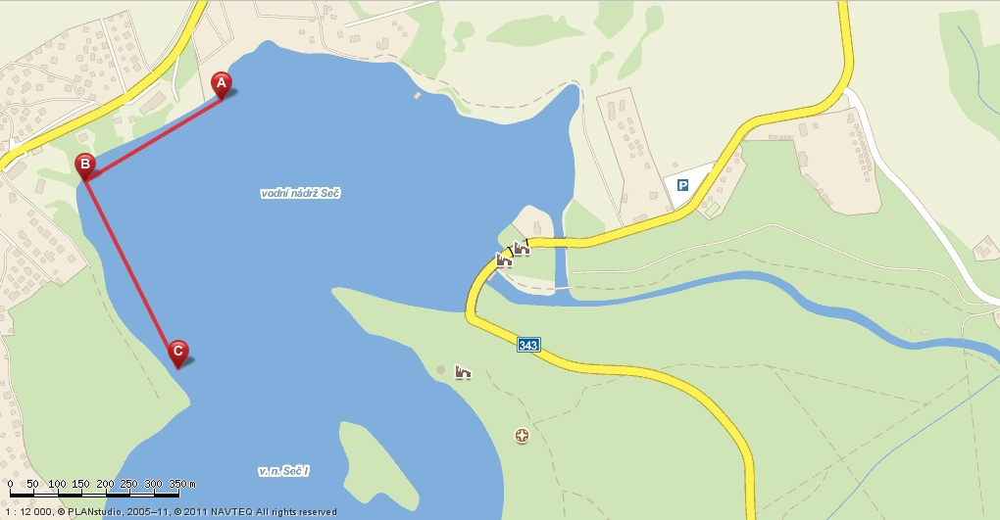 A
B
vodní nádrž Seč
P
343
C
v. n. Seč I
0 50 100 150 200 250 300 350 m
1 : 12 000, © PLANstudio, 2005–11, © 2011 NAVTEQ All rights reserved